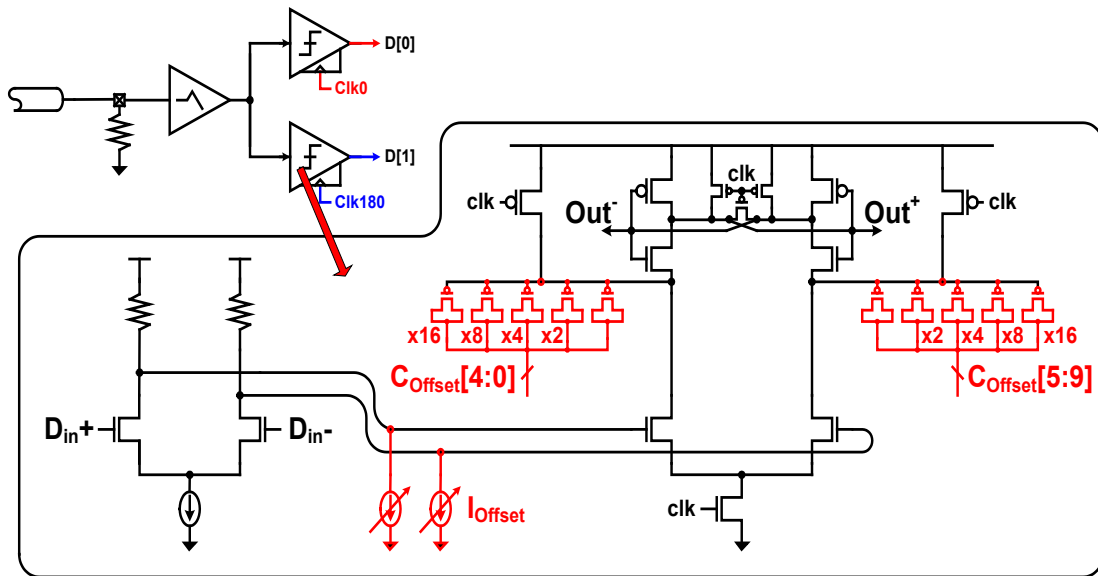 D[0]
Clk0
D[1]
Clk180
clk
clk
clk
Out-
Out+
x16 x8 x4 x2
x2 x4 x8 x16
COffset[4:0]
COffset[5:9]
Din+
Din-
IOffset
clk